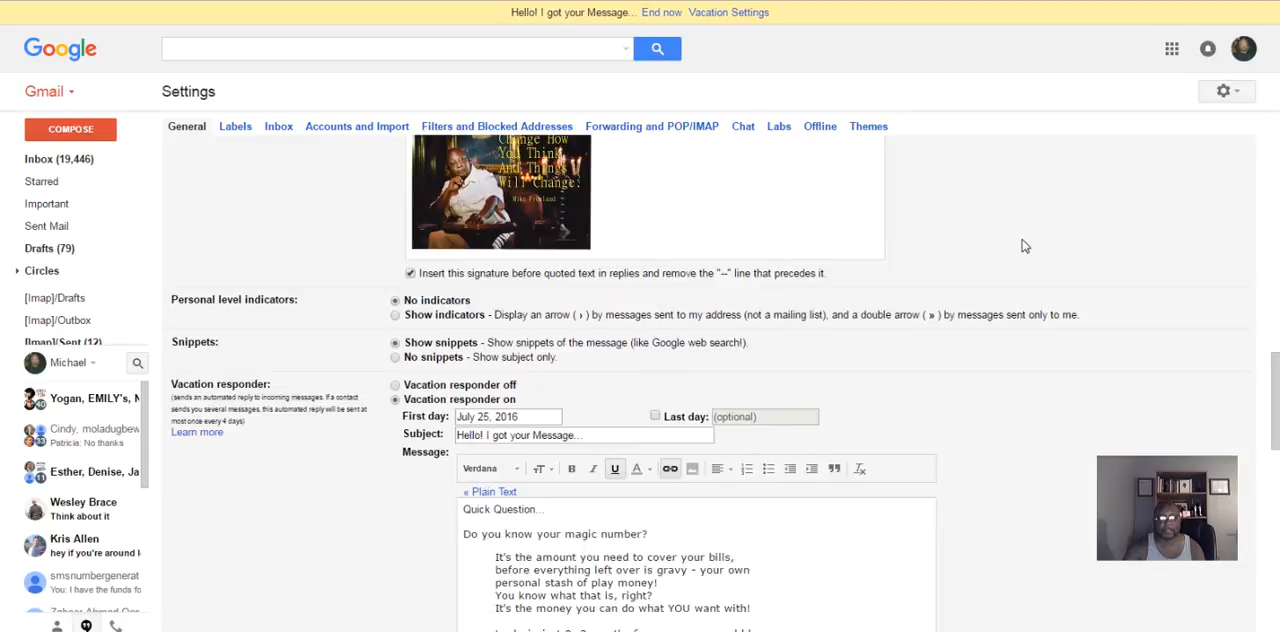 Hello! I got your Message... End now Vacation Settings
Google
Gmail
Settings
COMPOSE
General Labels Inbox Accounts and Import Filters and Blocked Addresses Forwarding and POP/IMAP Chat Labs Offline Themes
Inbox (19,446)
Starred
Important
Sent Mail
Drafts (79)
Circles
[Imap]/Drafts
[Imap]/Outbox
[Imap]/Sent (12)
Michael
Yogan, EMILY's, N
Cindy, moladugbew
Patricia: No thanks
Esther, Denise, Ja
Wesley Brace
Think about it
Kris Allen
hey if you're around l
smsnumbergenerat
You: I have the funds fo
Change How
You Think
And Things
Will Change.
Insert this signature before quoted text in replies and remove the "--" line that precedes it.
Personal level indicators:
No indicators
Show indicators - Display an arrow ( › ) by messages sent to my address (not a mailing list), and a double arrow ( » ) by messages sent only to me.
Snippets:
Show snippets - Show snippets of the message (like Google web search!).
No snippets - Show subject only.
Vacation responder:
(sends an automated reply to incoming messages. If a contact
sends you several messages, this automated reply will be sent at
most once every 4 days)
Learn more
Vacation responder off
Vacation responder on
First day: July 25, 2016 Last day: (optional)
Subject: Hello! I got your Message...
Message:
Verdana
« Plain Text
Quick Question...
Do you know your magic number?
It's the amount you need to cover your bills,
before everything left over is gravy - your own
personal stash of play money!
You know what that is, right?
It's the money you can do what YOU want with!